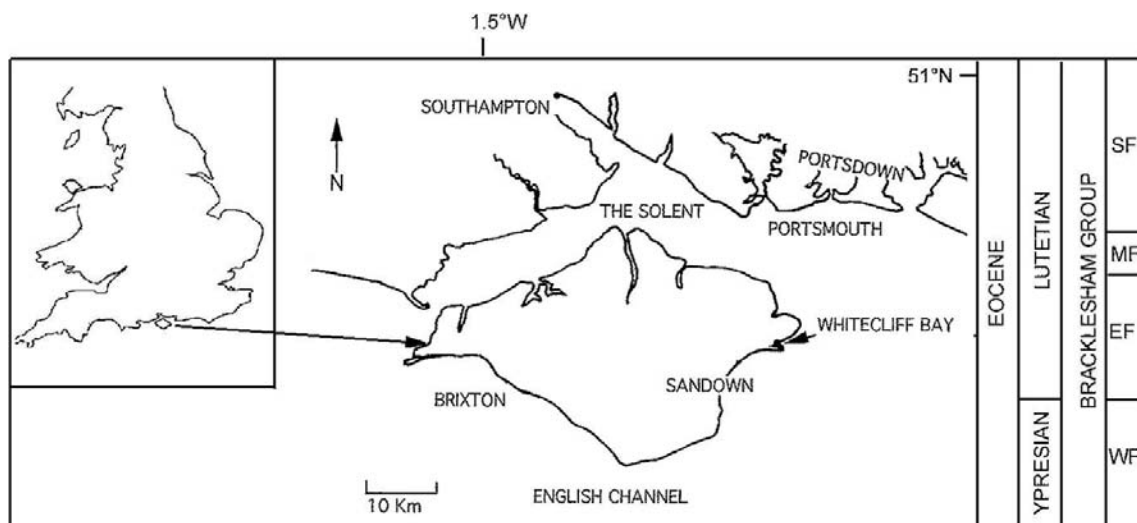 1.5°W
51°N
SOUTHAMPTON
N
PORTSDOWN
THE SOLENT
PORTSMOUTH
WHITECLIFF BAY
BRIXTON
SANDOWN
10 Km
ENGLISH CHANNEL
EOCENE
LUTETIAN
YPRESIAN
BRACKLESHAM GROUP
SF
MF
EF
WF